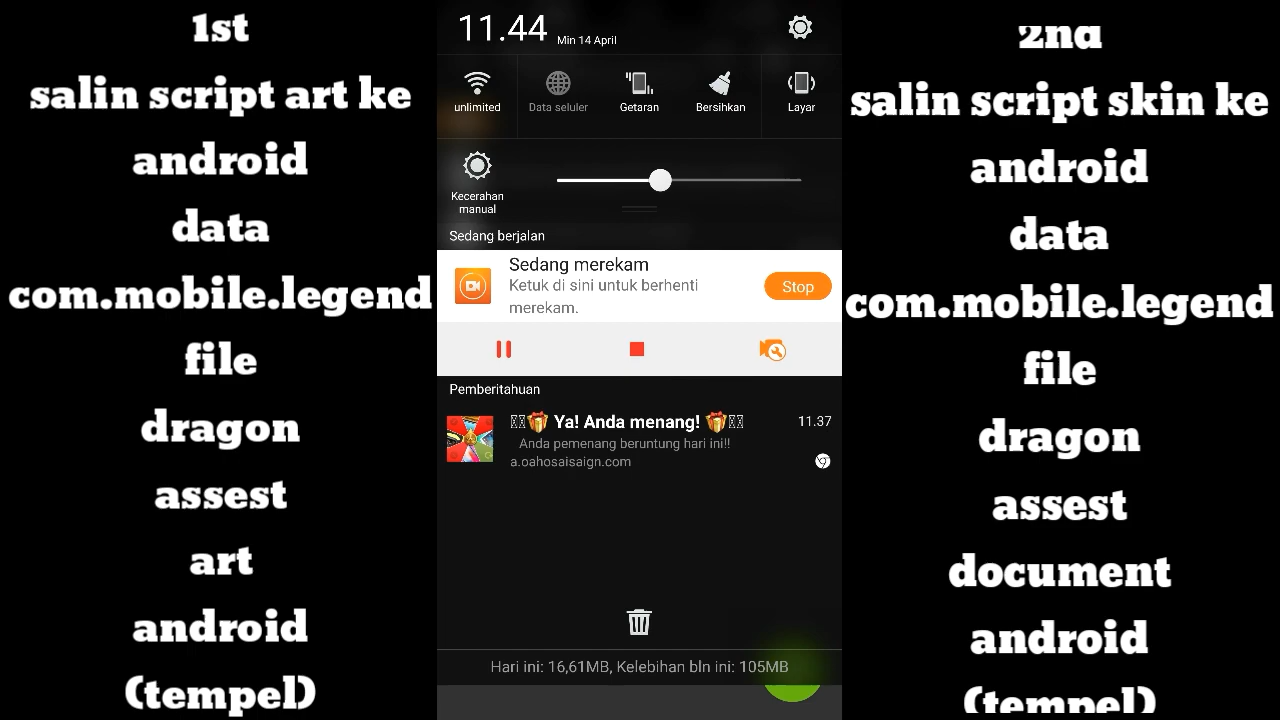 1st
salin script art ke
android
data
com.mobile.legend
file
dragon
assest
art
android
(tempel)
11.44 Min 14 April
unlimited Data seluler Getaran Bersihkan Layar
Kecerahan
manual
Sedang berjalan
Sedang merekam
Ketuk di sini untuk berhenti
merekam.
Stop
Pemberitahuan
🎁 Ya! Anda menang! 🎁 11.37
Anda pemenang beruntung hari ini!!
a.oahosaisaign.com
Hari ini: 16,61MB, Kelebihan bln ini: 105MB
2nd
salin script skin ke
android
data
com.mobile.legend
file
dragon
assest
document
android
(tempel)